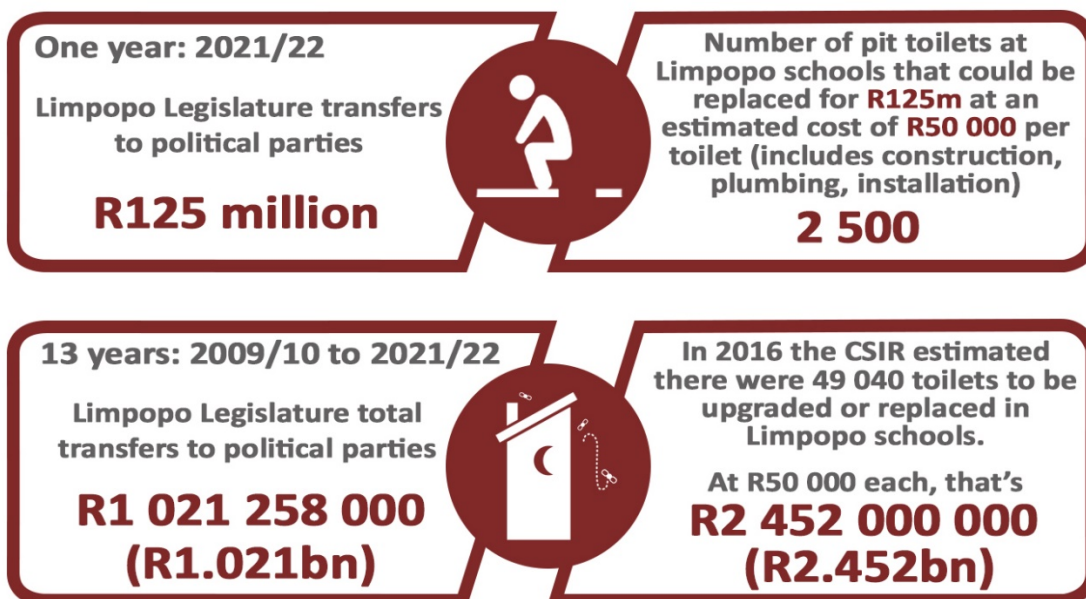 One year: 2021/22
Limpopo Legislature transfers
to political parties
R125 million
Number of pit toilets at
Limpopo schools that could be
replaced for R125m at an
estimated cost of R50 000 per
toilet (includes construction,
plumbing, installation)
2 500
13 years: 2009/10 to 2021/22
Limpopo Legislature total
transfers to political parties
R1 021 258 000
(R1.021bn)
In 2016 the CSIR estimated
there were 49 040 toilets to be
upgraded or replaced in
Limpopo schools.
At R50 000 each, that’s
R2 452 000 000
(R2.452bn)